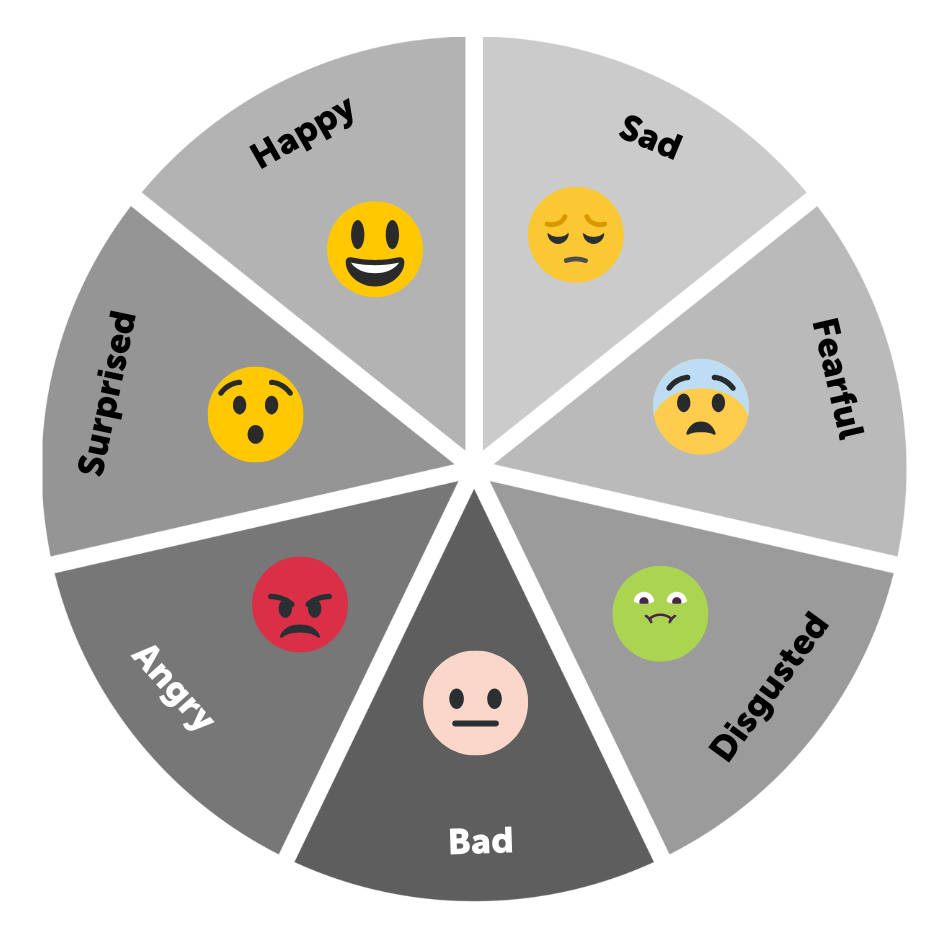 Happy
Sad
Fearful
Disgusted
Bad
Angry
Surprised